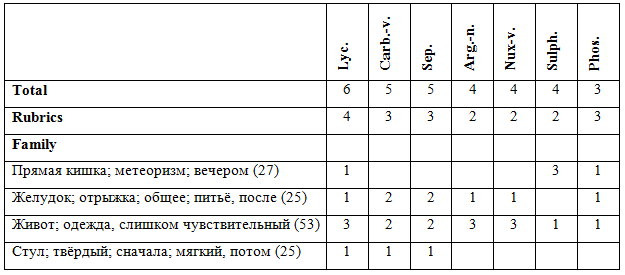 Lyc. Carb.-v. Sep. Arg.-n. Nux-v. Sulph. Phos.
Total 6 5 5 4 4 4 3
Rubrics 4 3 3 2 2 2 3
Family
Прямая кишка; метеоризм; вечером (27) 1 3 1
Желудок; отрыжка; общее; питьё, после (25) 1 2 2 1 1 1
Живот; одежда, слишком чувствительный (53) 3 2 2 3 3 1 1
Стул; твёрдый; сначала; мягкий, потом (25) 1 1 1